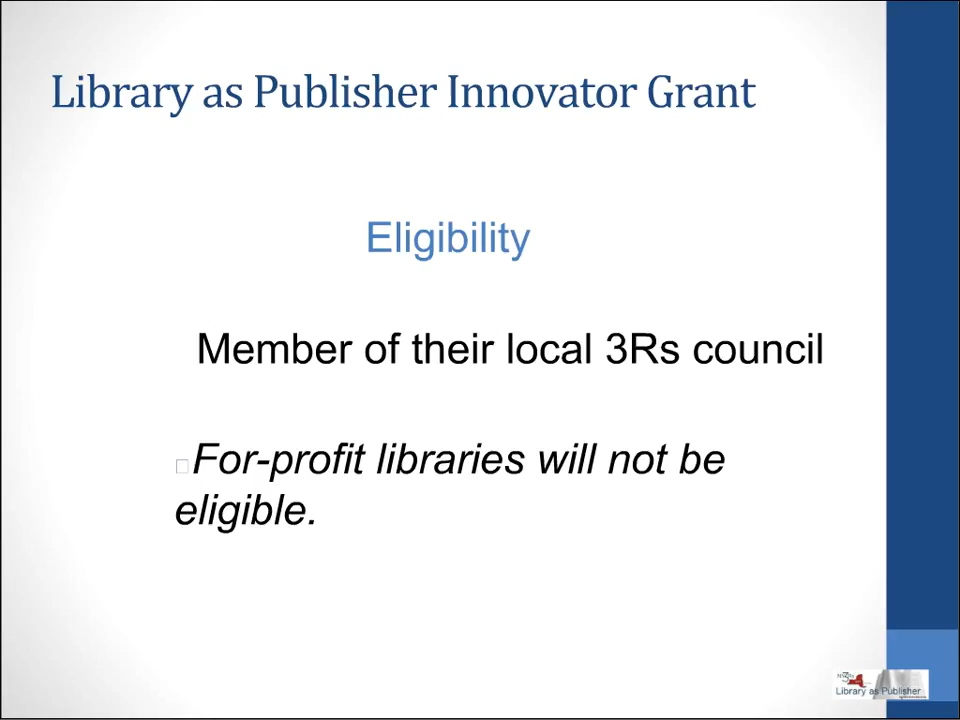 Library as Publisher Innovator Grant
Eligibility
Member of their local 3Rs council
For-profit libraries will not be
eligible.
Library as Publisher